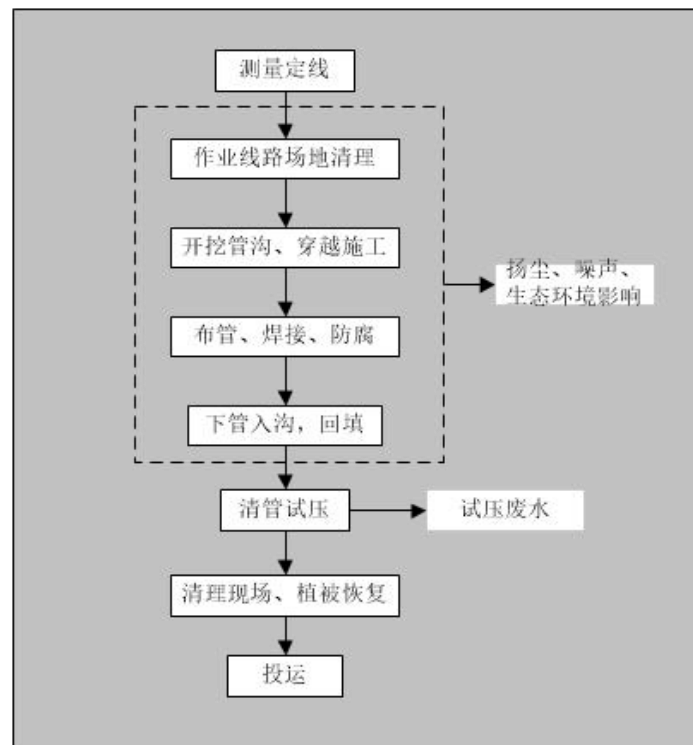 测量定线
作业线路场地清理
开挖管沟、穿越施工
扬尘、噪声、
生态环境影响
布管、焊接、防腐
下管入沟，回填
清管试压
试压废水
清理现场、植被恢复
投运